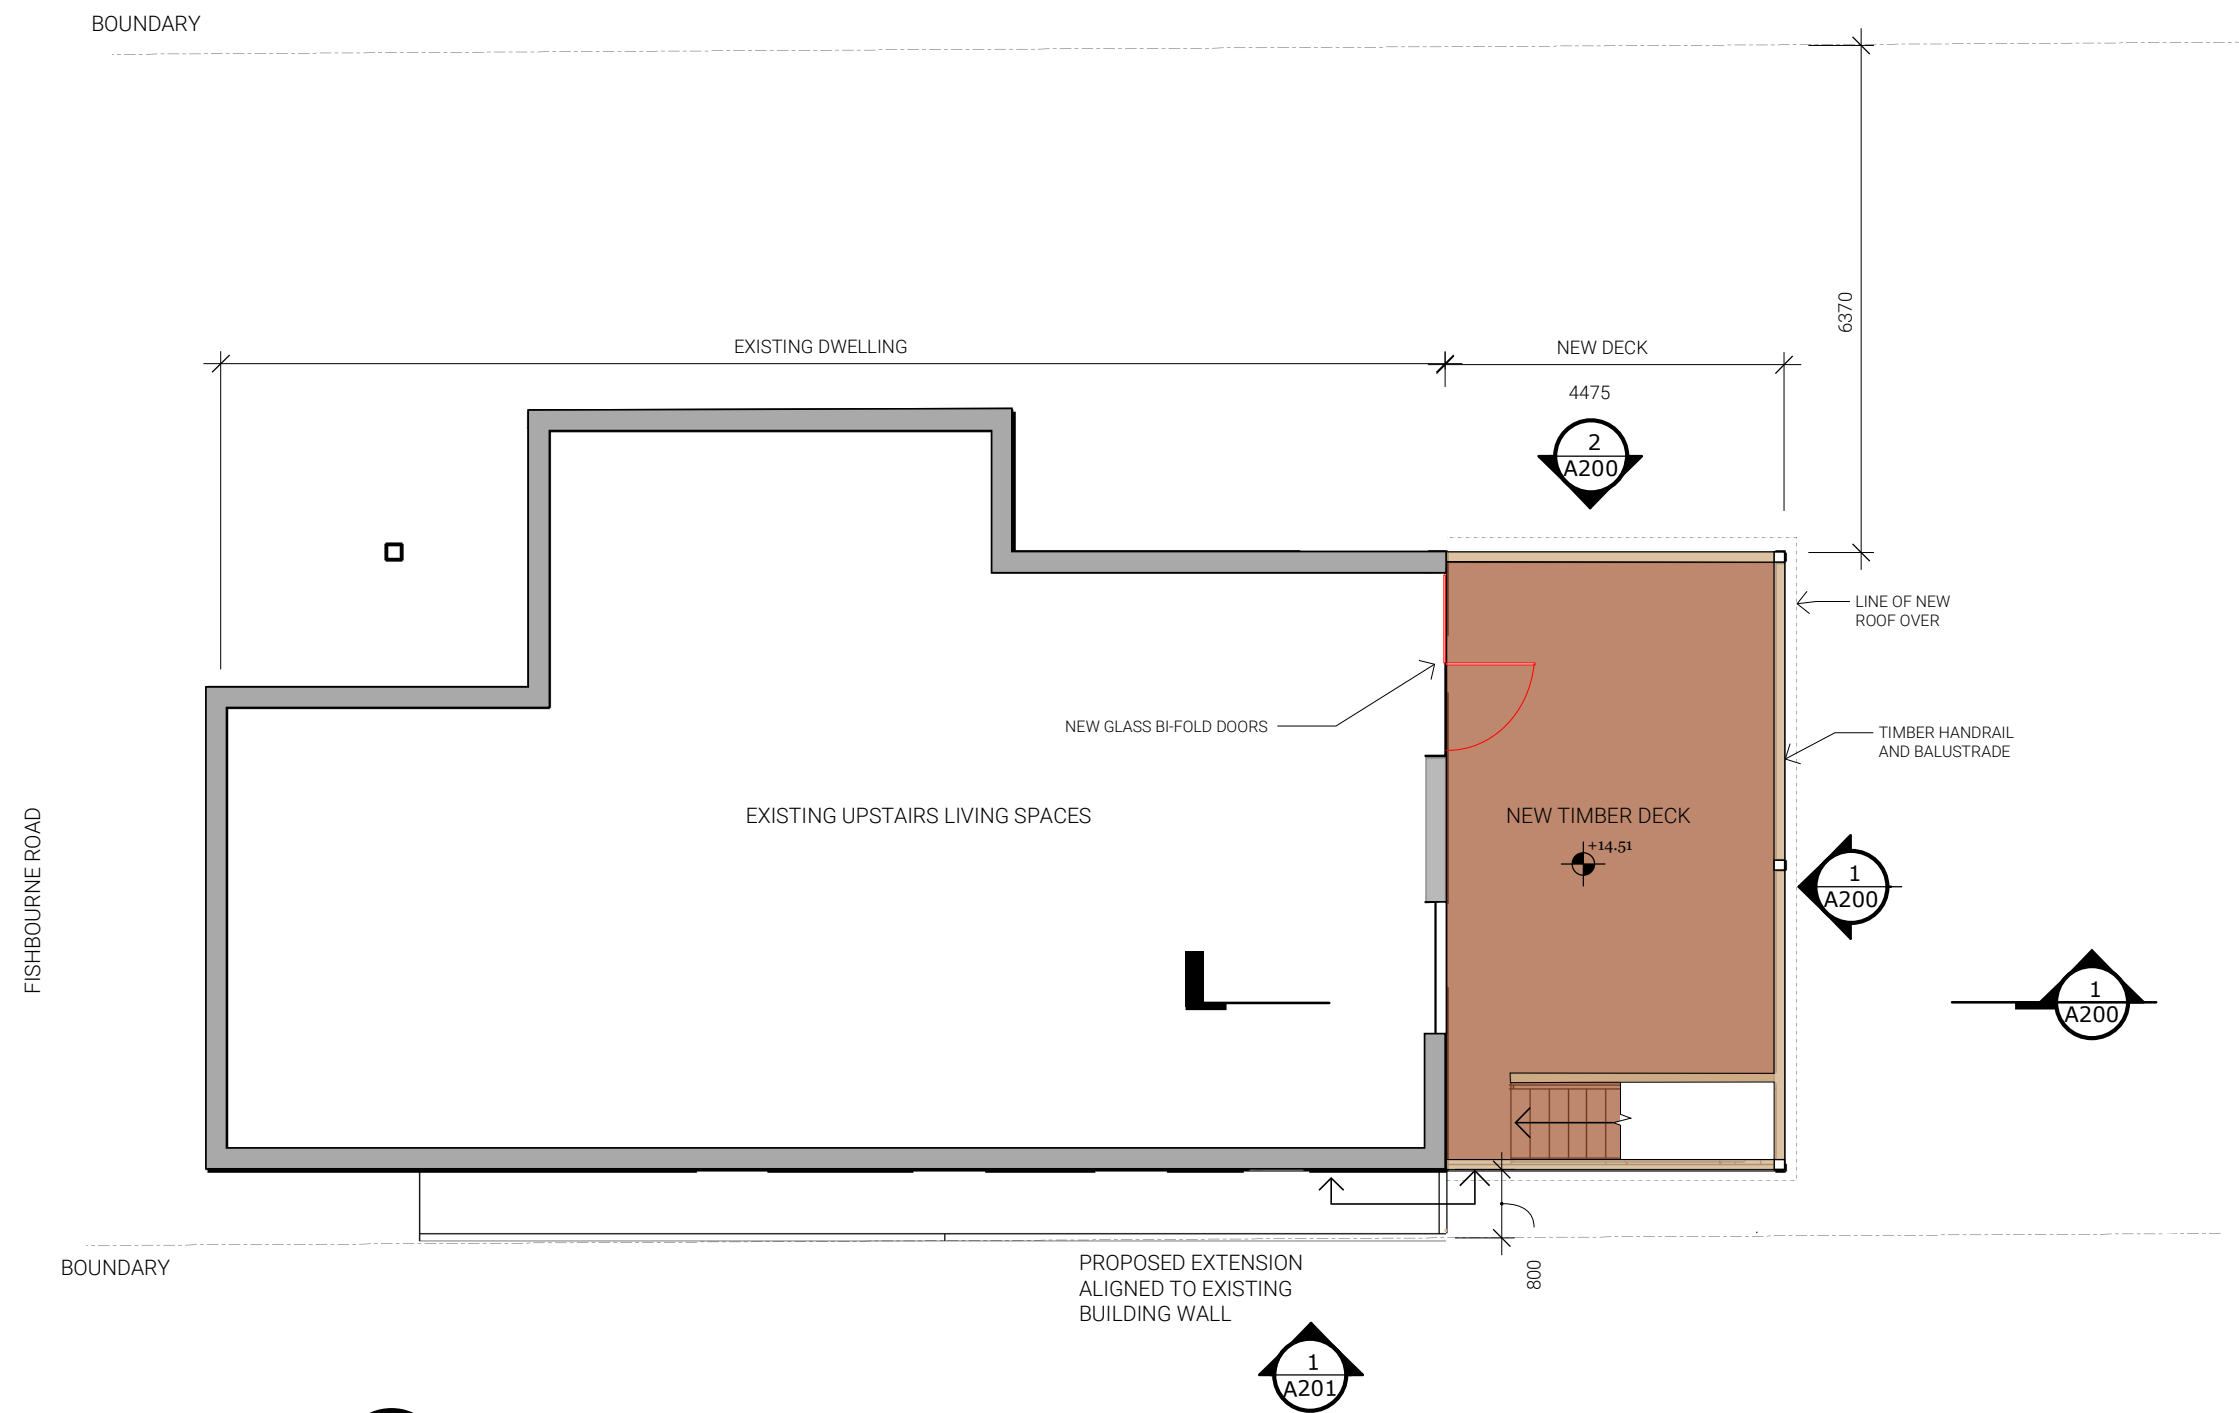 BOUNDARY
6370
EXISTING DWELLING
NEW DECK
4475
2
A200
LINE OF NEW
ROOF OVER
NEW GLASS BI-FOLD DOORS
TIMBER HANDRAIL
AND BALUSTRADE
EXISTING UPSTAIRS LIVING SPACES
NEW TIMBER DECK
+14.51
FISHBOURNE ROAD
1
A200
1
A200
BOUNDARY
PROPOSED EXTENSION
ALIGNED TO EXISTING
BUILDING WALL
800
1
A201